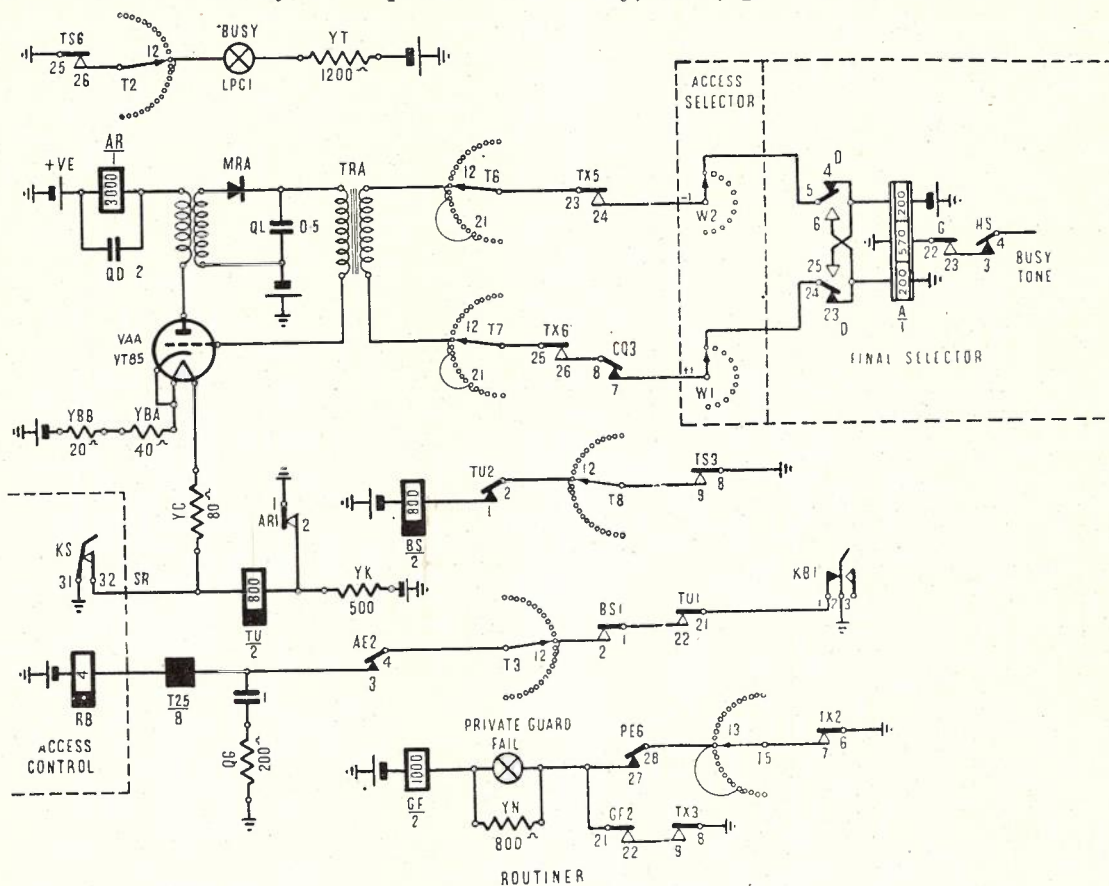 TS6
25
26
T2
12
BUSY
LPC1
YT
1200
ACCESS
SELECTOR
+VE
AR
1
3000
QD 2
MRA
QL 0·5
TRA
12
T6
21
TX5
23
24
W2
5
4
D
6
25
24
23
D
200
570
200
A
1
G
22
23
HS
4
3
BUSY
TONE
FINAL SELECTOR
VAA
YT85
12
T7
21
TX6
25
26
CQ3
8
7
W1
YBB
20
YBA
40
YC
80
1
AR1
2
800
BS
2
TU2
1
2
12
T8
TS3
9
8
KS
31
32
SR
800
TU
2
YK
500
KB1
1
2
3
4
RB
T25
8
1
QG
200
AE2
4
3
T3
12
BS1
2
1
TU1
22
21
ACCESS
CONTROL
PRIVATE GUARD
FAIL
1000
GF
2
YN
800
PE6
28
27
13
T5
TX2
7
6
GF2
21
22
TX3
9
8
ROUTINER